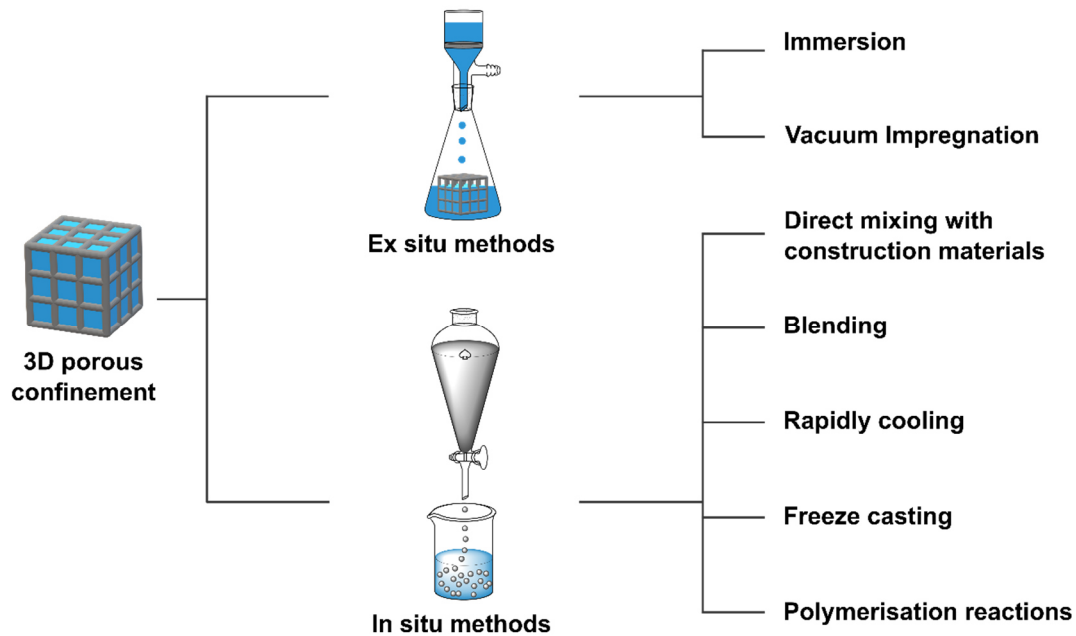 3D porous
confinement
Ex situ methods
Immersion
Vacuum Impregnation
In situ methods
Direct mixing with
construction materials
Blending
Rapidly cooling
Freeze casting
Polymerisation reactions